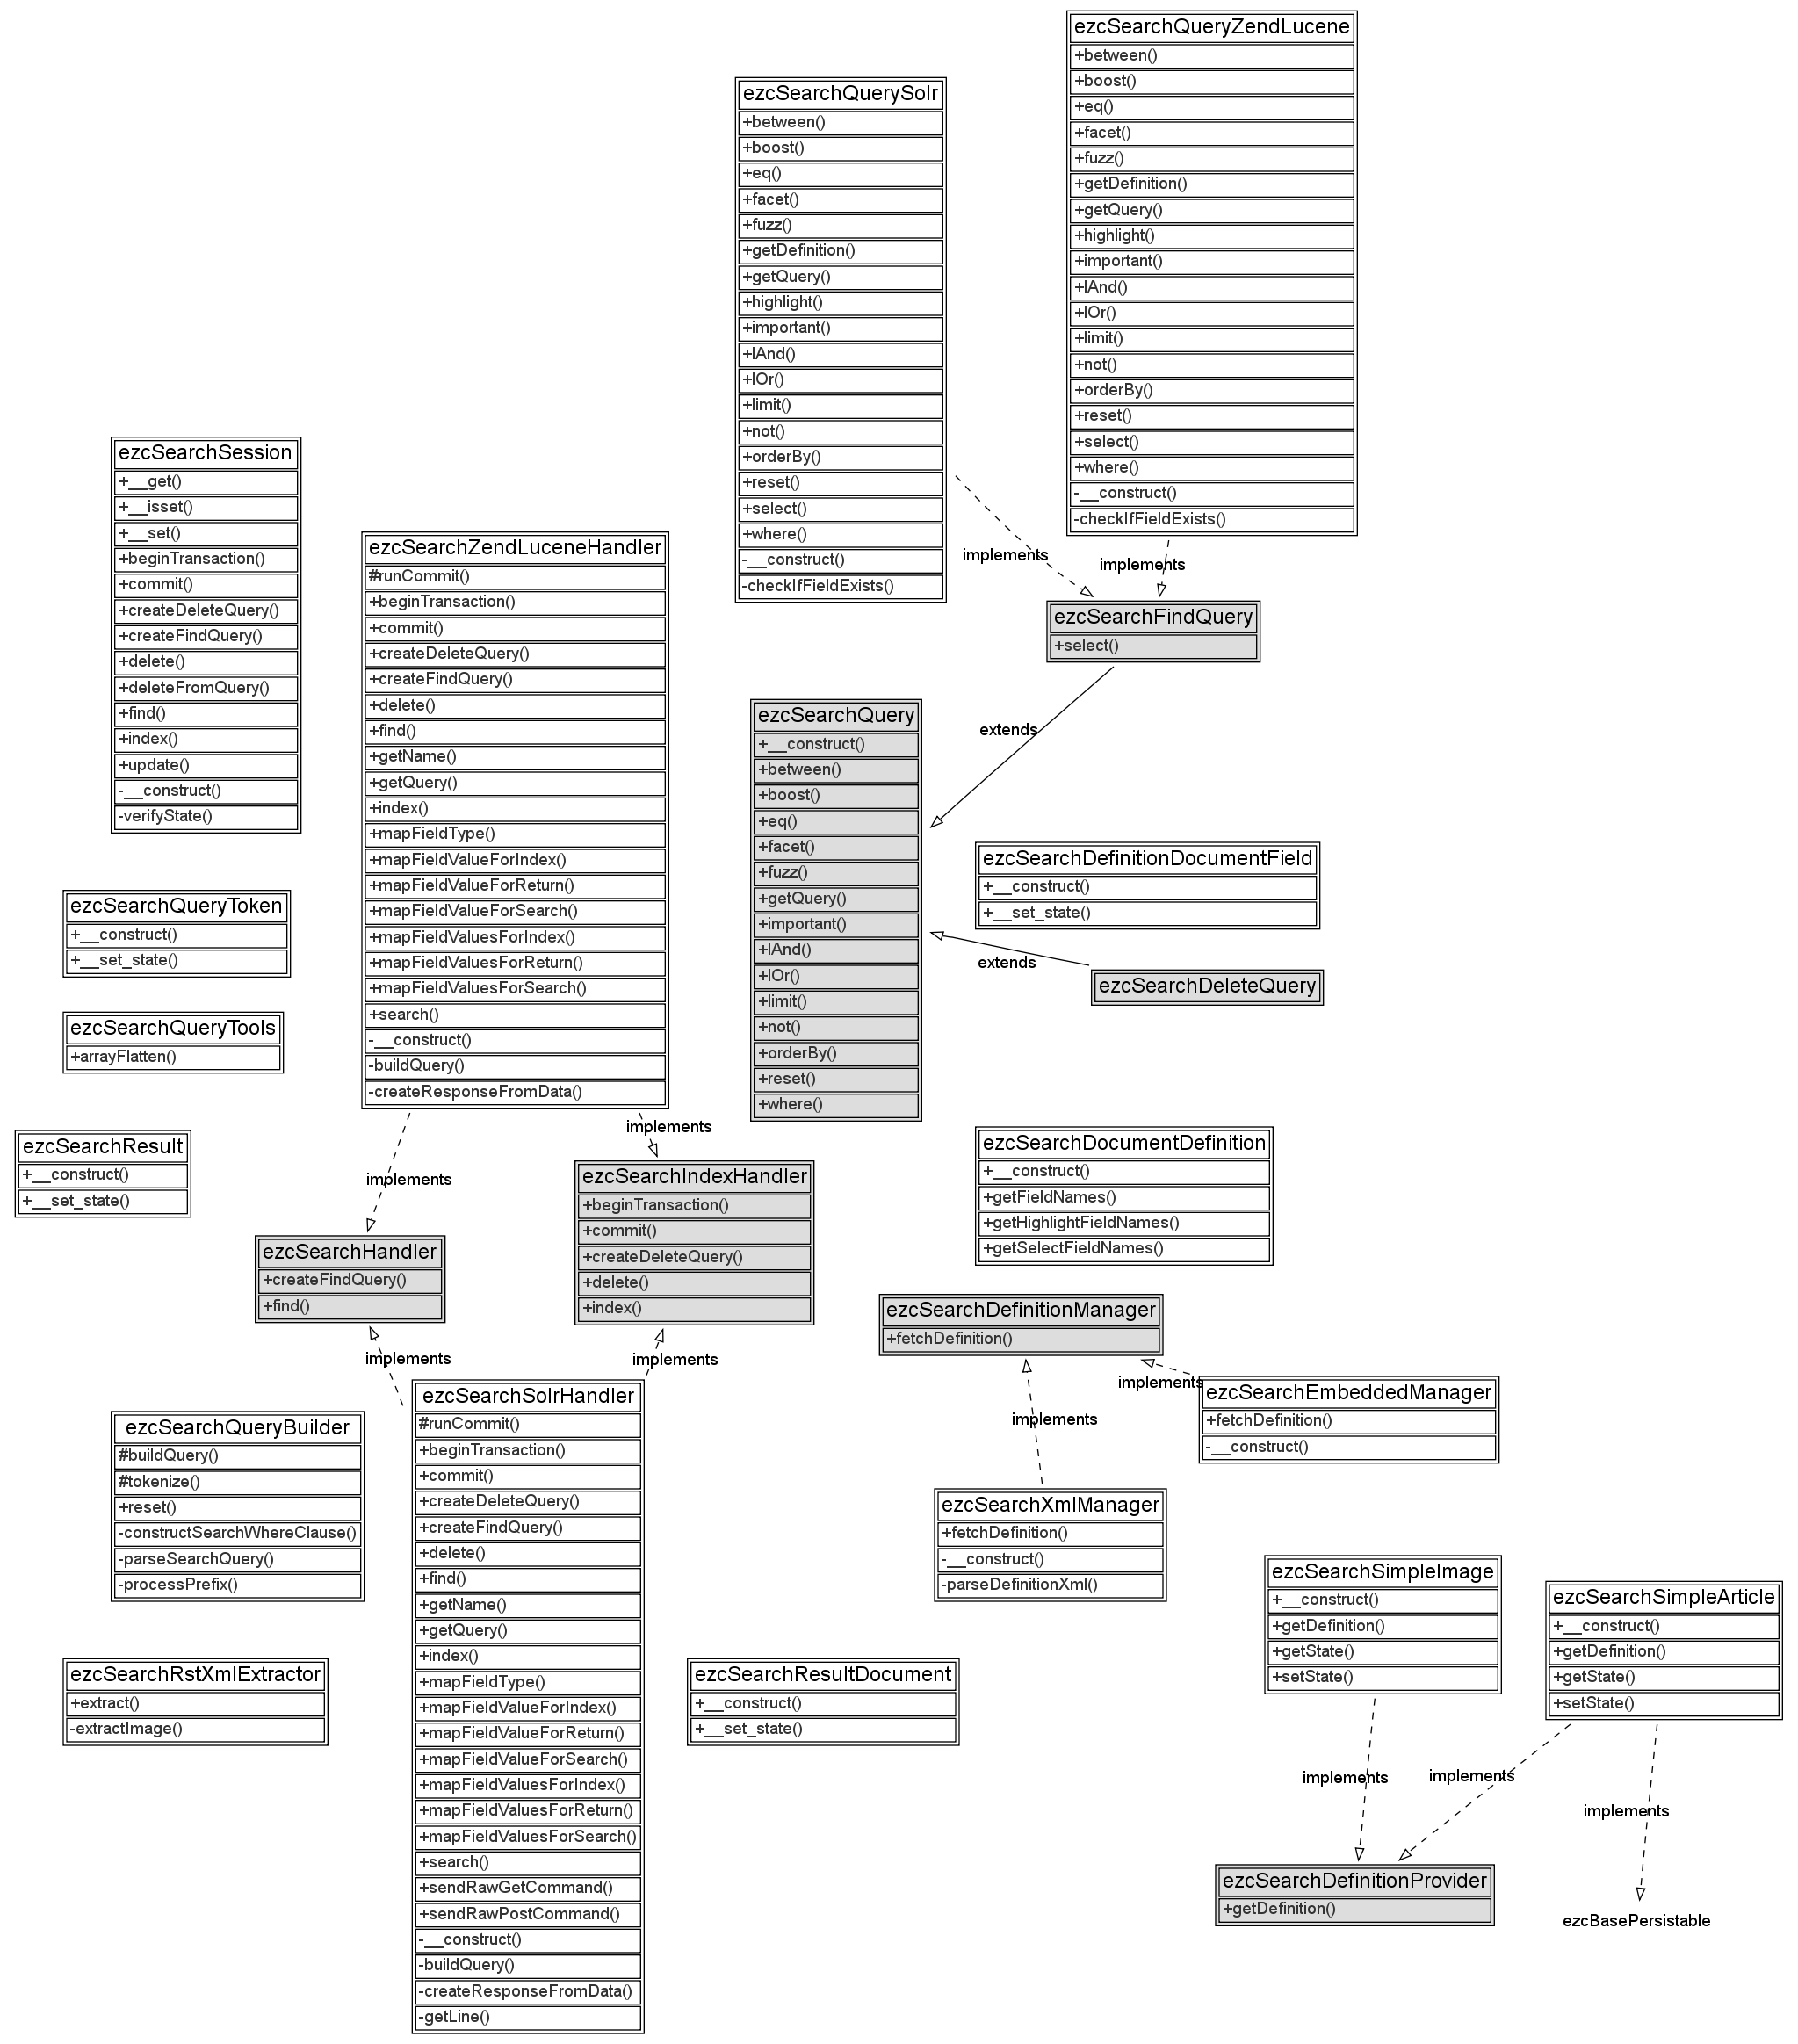 ezcSearchQueryZendLucene
+between()
+boost()
+eq()
+facet()
+fuzz()
+getDefinition()
+getQuery()
+highlight()
+important()
+lAnd()
+lOr()
+limit()
+not()
+orderBy()
+reset()
+select()
+where()
-__construct()
-checkIfFieldExists()
ezcSearchQuerySolr
+between()
+boost()
+eq()
+facet()
+fuzz()
+getDefinition()
+getQuery()
+highlight()
+important()
+lAnd()
+lOr()
+limit()
+not()
+orderBy()
+reset()
+select()
+where()
-__construct()
-checkIfFieldExists()
implements
implements
ezcSearchFindQuery
+select()
extends
ezcSearchSession
+__get()
+__isset()
+__set()
+beginTransaction()
+commit()
+createDeleteQuery()
+createFindQuery()
+delete()
+deleteFromQuery()
+find()
+index()
+update()
-__construct()
-verifyState()
ezcSearchZendLuceneHandler
#runCommit()
+beginTransaction()
+commit()
+createDeleteQuery()
+createFindQuery()
+delete()
+find()
+getName()
+getQuery()
+index()
+mapFieldType()
+mapFieldValueForIndex()
+mapFieldValueForReturn()
+mapFieldValueForSearch()
+mapFieldValuesForIndex()
+mapFieldValuesForReturn()
+mapFieldValuesForSearch()
+search()
-__construct()
-buildQuery()
-createResponseFromData()
ezcSearchQuery
+__construct()
+between()
+boost()
+eq()
+facet()
+fuzz()
+getQuery()
+important()
+lAnd()
+lOr()
+limit()
+not()
+orderBy()
+reset()
+where()
ezcSearchDefinitionDocumentField
+__construct()
+__set_state()
extends
ezcSearchDeleteQuery
ezcSearchQueryToken
+__construct()
+__set_state()
ezcSearchQueryTools
+arrayFlatten()
ezcSearchResult
+__construct()
+__set_state()
implements
implements
ezcSearchHandler
+createFindQuery()
+find()
ezcSearchIndexHandler
+beginTransaction()
+commit()
+createDeleteQuery()
+delete()
+index()
implements
implements
ezcSearchDocumentDefinition
+__construct()
+getFieldNames()
+getHighlightFieldNames()
+getSelectFieldNames()
ezcSearchDefinitionManager
+fetchDefinition()
implements
implements
ezcSearchEmbeddedManager
+fetchDefinition()
-__construct()
ezcSearchXmlManager
+fetchDefinition()
-__construct()
-parseDefinitionXml()
ezcSearchQueryBuilder
#buildQuery()
#tokenize()
+reset()
-constructSearchWhereClause()
-parseSearchQuery()
-processPrefix()
ezcSearchSolrHandler
#runCommit()
+beginTransaction()
+commit()
+createDeleteQuery()
+createFindQuery()
+delete()
+find()
+getName()
+getQuery()
+index()
+mapFieldType()
+mapFieldValueForIndex()
+mapFieldValueForReturn()
+mapFieldValueForSearch()
+mapFieldValuesForIndex()
+mapFieldValuesForReturn()
+mapFieldValuesForSearch()
+search()
+sendRawGetCommand()
+sendRawPostCommand()
-__construct()
-buildQuery()
-createResponseFromData()
-getLine()
ezcSearchRstXmlExtractor
+extract()
-extractImage()
ezcSearchResultDocument
+__construct()
+__set_state()
ezcSearchSimpleImage
+__construct()
+getDefinition()
+getState()
+setState()
ezcSearchSimpleArticle
+__construct()
+getDefinition()
+getState()
+setState()
implements
implements
implements
ezcSearchDefinitionProvider
+getDefinition()
ezcBasePersistable